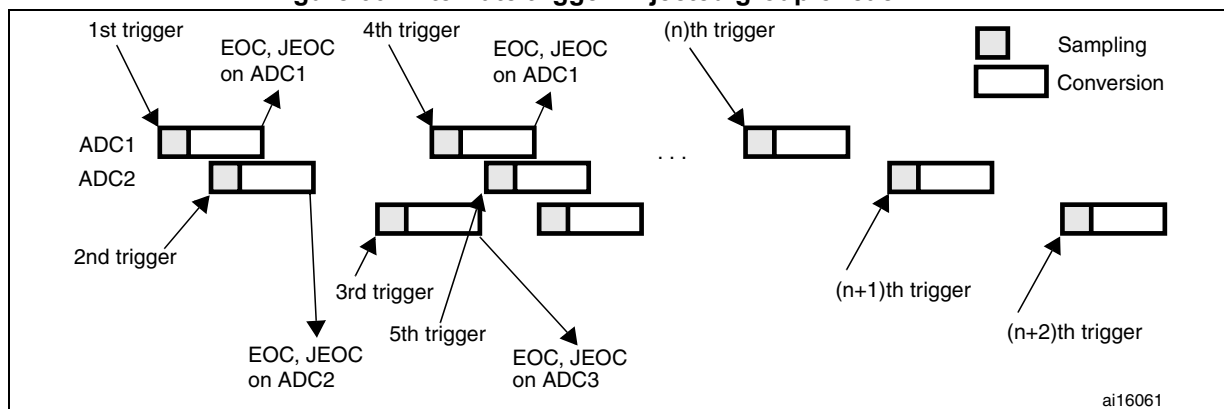 1st trigger
EOC, JEOC
on ADC1
4th trigger
EOC, JEOC
on ADC1
(n)th trigger
Sampling
Conversion
ADC1
ADC2
. . .
2nd trigger
3rd trigger
5th trigger
(n+1)th trigger
(n+2)th trigger
EOC, JEOC
on ADC2
EOC, JEOC
on ADC3
ai16061